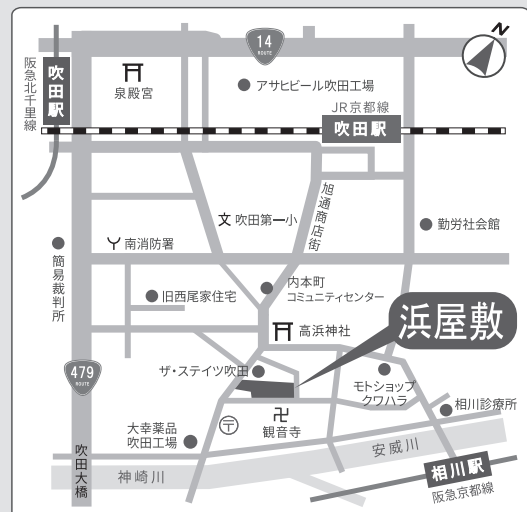 N
14
ROUTE
阪急北千里線
吹田駅
泉殿宮
アサヒビール吹田工場
JR京都線
吹田駅
文 吹田第一小
旭通商店街
勤労社会館
南消防署
簡易裁判所
旧西尾家住宅
内本町
コミュニティセンター
高浜神社
浜屋敷
ザ・ステイツ吹田
モトショップ
クワハラ
479
ROUTE
相川診療所
大幸薬品
吹田工場
〒
卍
観音寺
吹田大橋
神崎川
安威川
相川駅
阪急京都線